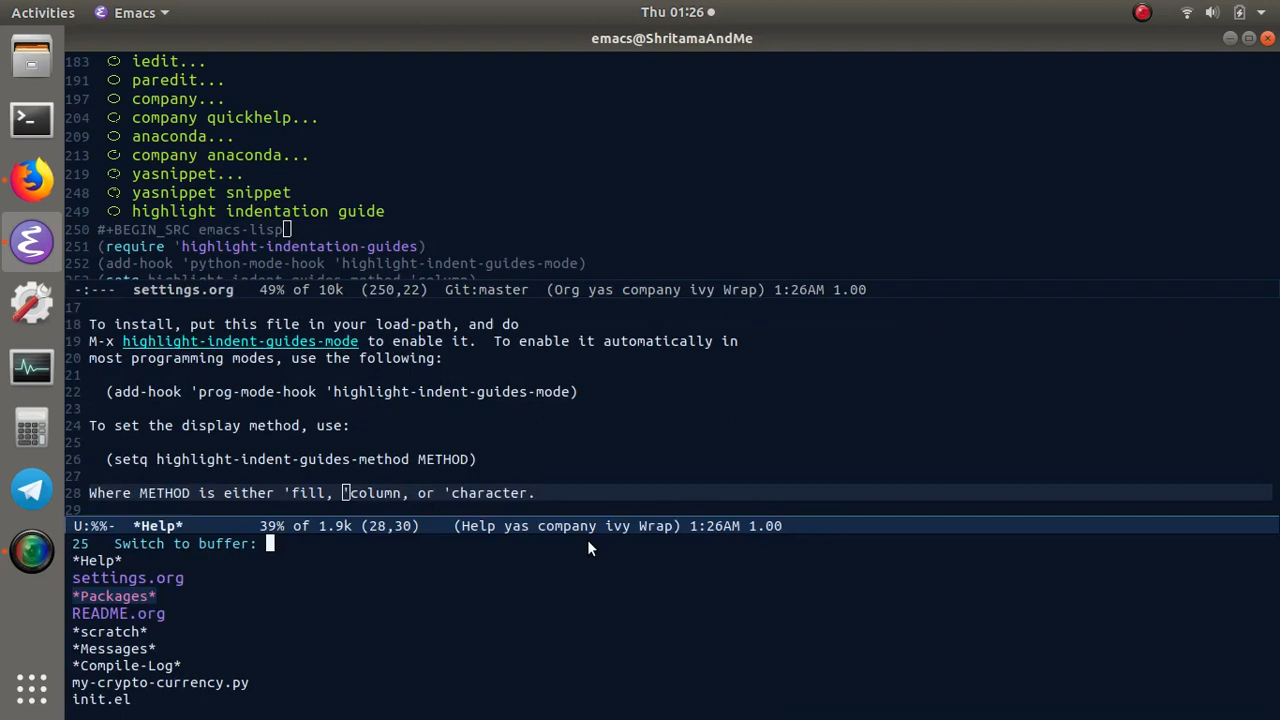 Activities
Emacs
Thu 01:26
emacs@ShritamaAndMe
183 iedit...
191 paredit...
197 company...
204 company quickhelp...
209 anaconda...
213 company anaconda...
219 yasnippet...
248 yasnippet snippet
249 highlight indentation guide
250 #+BEGIN_SRC emacs-lisp
251 (require 'highlight-indentation-guides)
252 (add-hook 'python-mode-hook 'highlight-indent-guides-mode)
253 (setq highlight-indent-guides-method 'column)
-:--- settings.org 49% of 10k (250,22) Git:master (Org yas company ivy Wrap) 1:26AM 1.00
17
18 To install, put this file in your load-path, and do
19 M-x highlight-indent-guides-mode to enable it. To enable it automatically in
20 most programming modes, use the following:
21
22 (add-hook 'prog-mode-hook 'highlight-indent-guides-mode)
23
24 To set the display method, use:
25
26 (setq highlight-indent-guides-method METHOD)
27
28 Where METHOD is either 'fill, 'column, or 'character.
29
U:%%- *Help* 39% of 1.9k (28,30) (Help yas company ivy Wrap) 1:26AM 1.00
25 Switch to buffer:
*Help*
settings.org
*Packages*
README.org
*scratch*
*Messages*
*Compile-Log*
my-crypto-currency.py
init.el